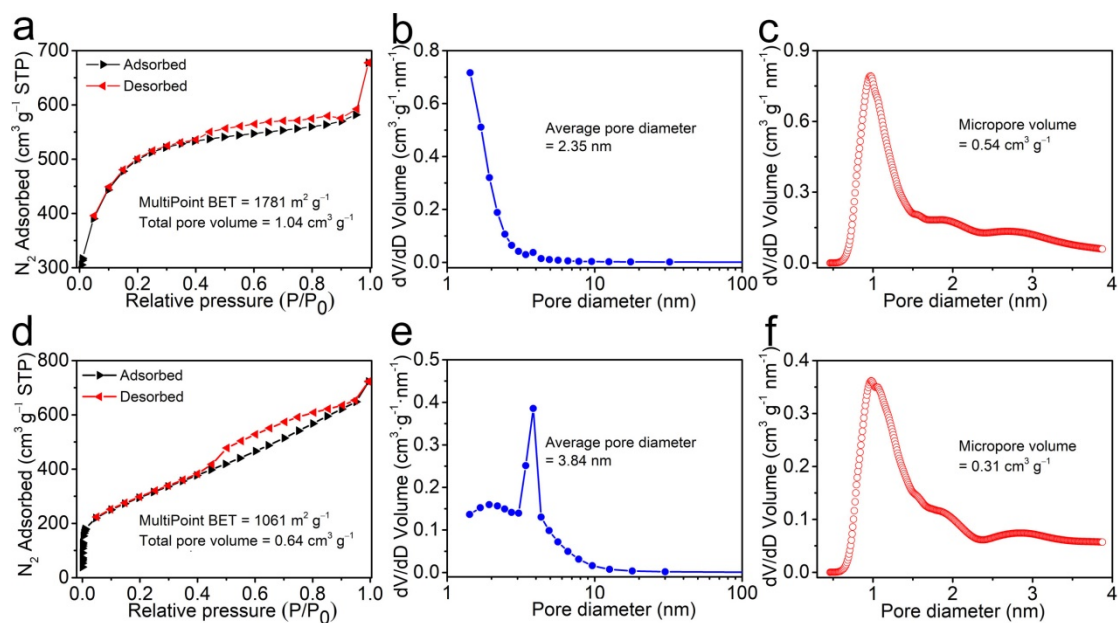 a
700
600
500
400
300
0.0 0.2 0.4 0.6 0.8 1.0
N₂ Adsorbed (cm³ g⁻¹ STP)
Relative pressure (P/P₀)
Adsorbed
Desorbed
MultiPoint BET = 1781 m² g⁻¹
Total pore volume = 1.04 cm³ g⁻¹
b
0.8
0.6
0.4
0.2
0.0
1 10 100
dV/dD Volume (cm³·g⁻¹·nm⁻¹)
Pore diameter (nm)
Average pore diameter
= 2.35 nm
c
0.9
0.6
0.3
0.0
1 2 3 4
dV/dD Volume (cm³ g⁻¹ nm⁻¹)
Pore diameter (nm)
Micropore volume
= 0.54 cm³ g⁻¹
d
800
600
400
200
0
0.0 0.2 0.4 0.6 0.8 1.0
N₂ Adsorbed (cm³ g⁻¹ STP)
Relative pressure (P/P₀)
Adsorbed
Desorbed
MultiPoint BET = 1061 m² g⁻¹
Total pore volume = 0.64 cm³ g⁻¹
e
0.5
0.4
0.3
0.2
0.1
0.0
1 10 100
dV/dD Volume (cm³·g⁻¹·nm⁻¹)
Pore diameter (nm)
Average pore diameter
= 3.84 nm
f
0.4
0.3
0.2
0.1
0.0
1 2 3 4
dV/dD Volume (cm³ g⁻¹ nm⁻¹)
Pore diameter (nm)
Micropore volume
= 0.31 cm³ g⁻¹